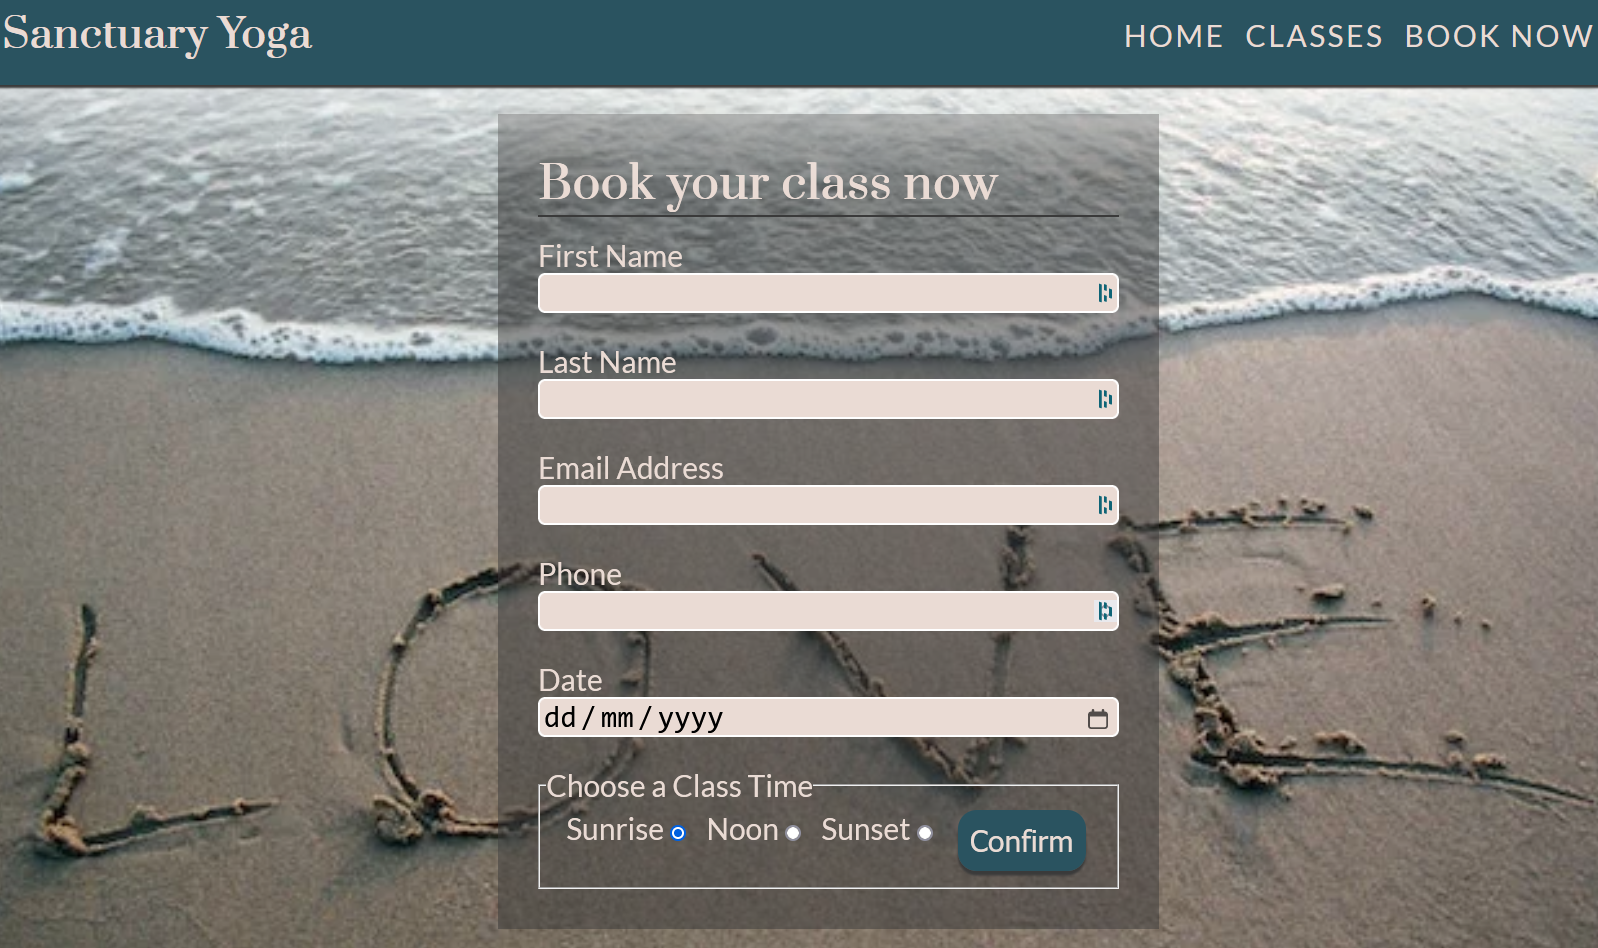 Sanctuary Yoga
HOME CLASSES BOOK NOW
Book your class now
First Name
Last Name
Email Address
Phone
Date
dd/mm/yyyy
Choose a Class Time
Sunrise Noon Sunset Confirm
LOVE